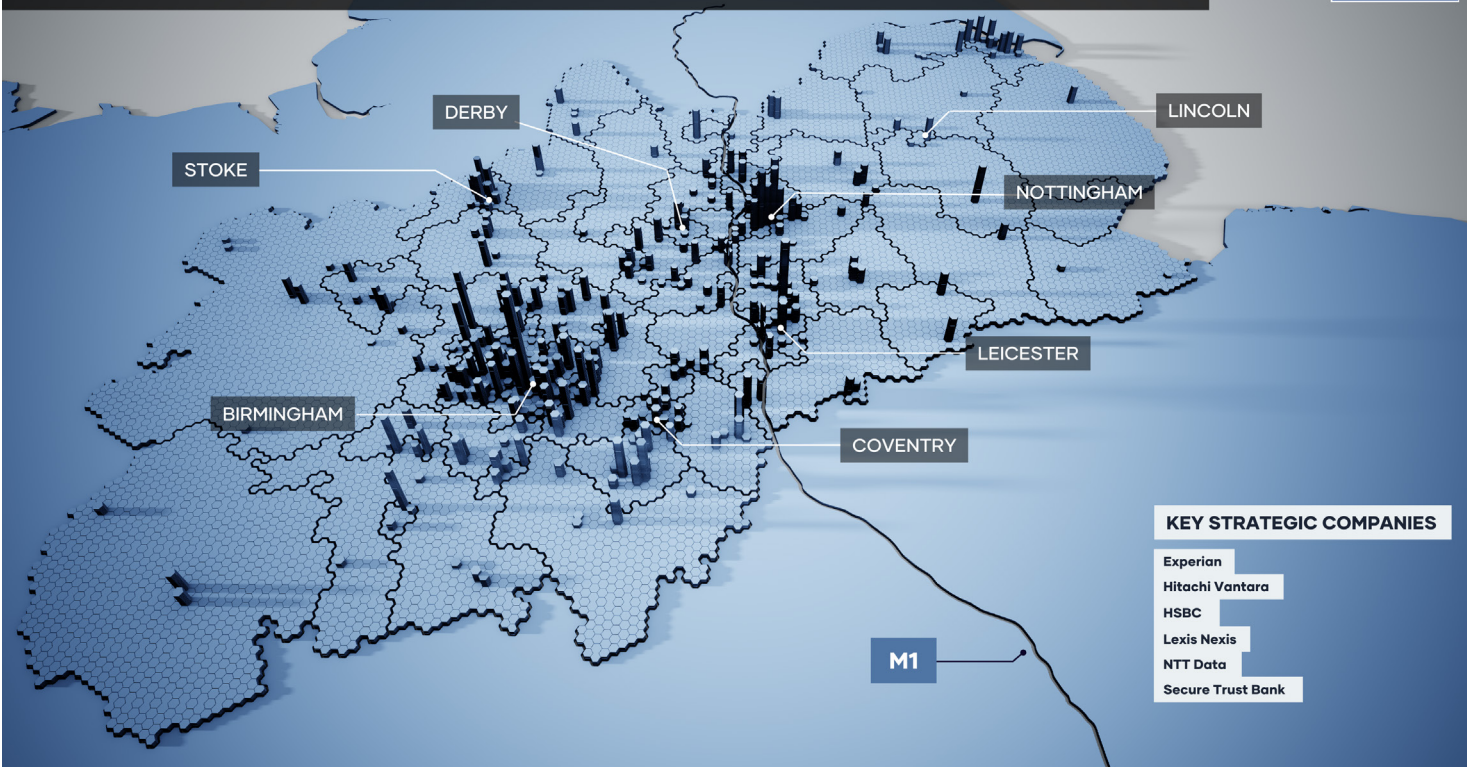 DERBY
LINCOLN
STOKE
NOTTINGHAM
LEICESTER
BIRMINGHAM
COVENTRY
KEY STRATEGIC COMPANIES
Experian
Hitachi Vantara
HSBC
Lexis Nexis
NTT Data
Secure Trust Bank
M1